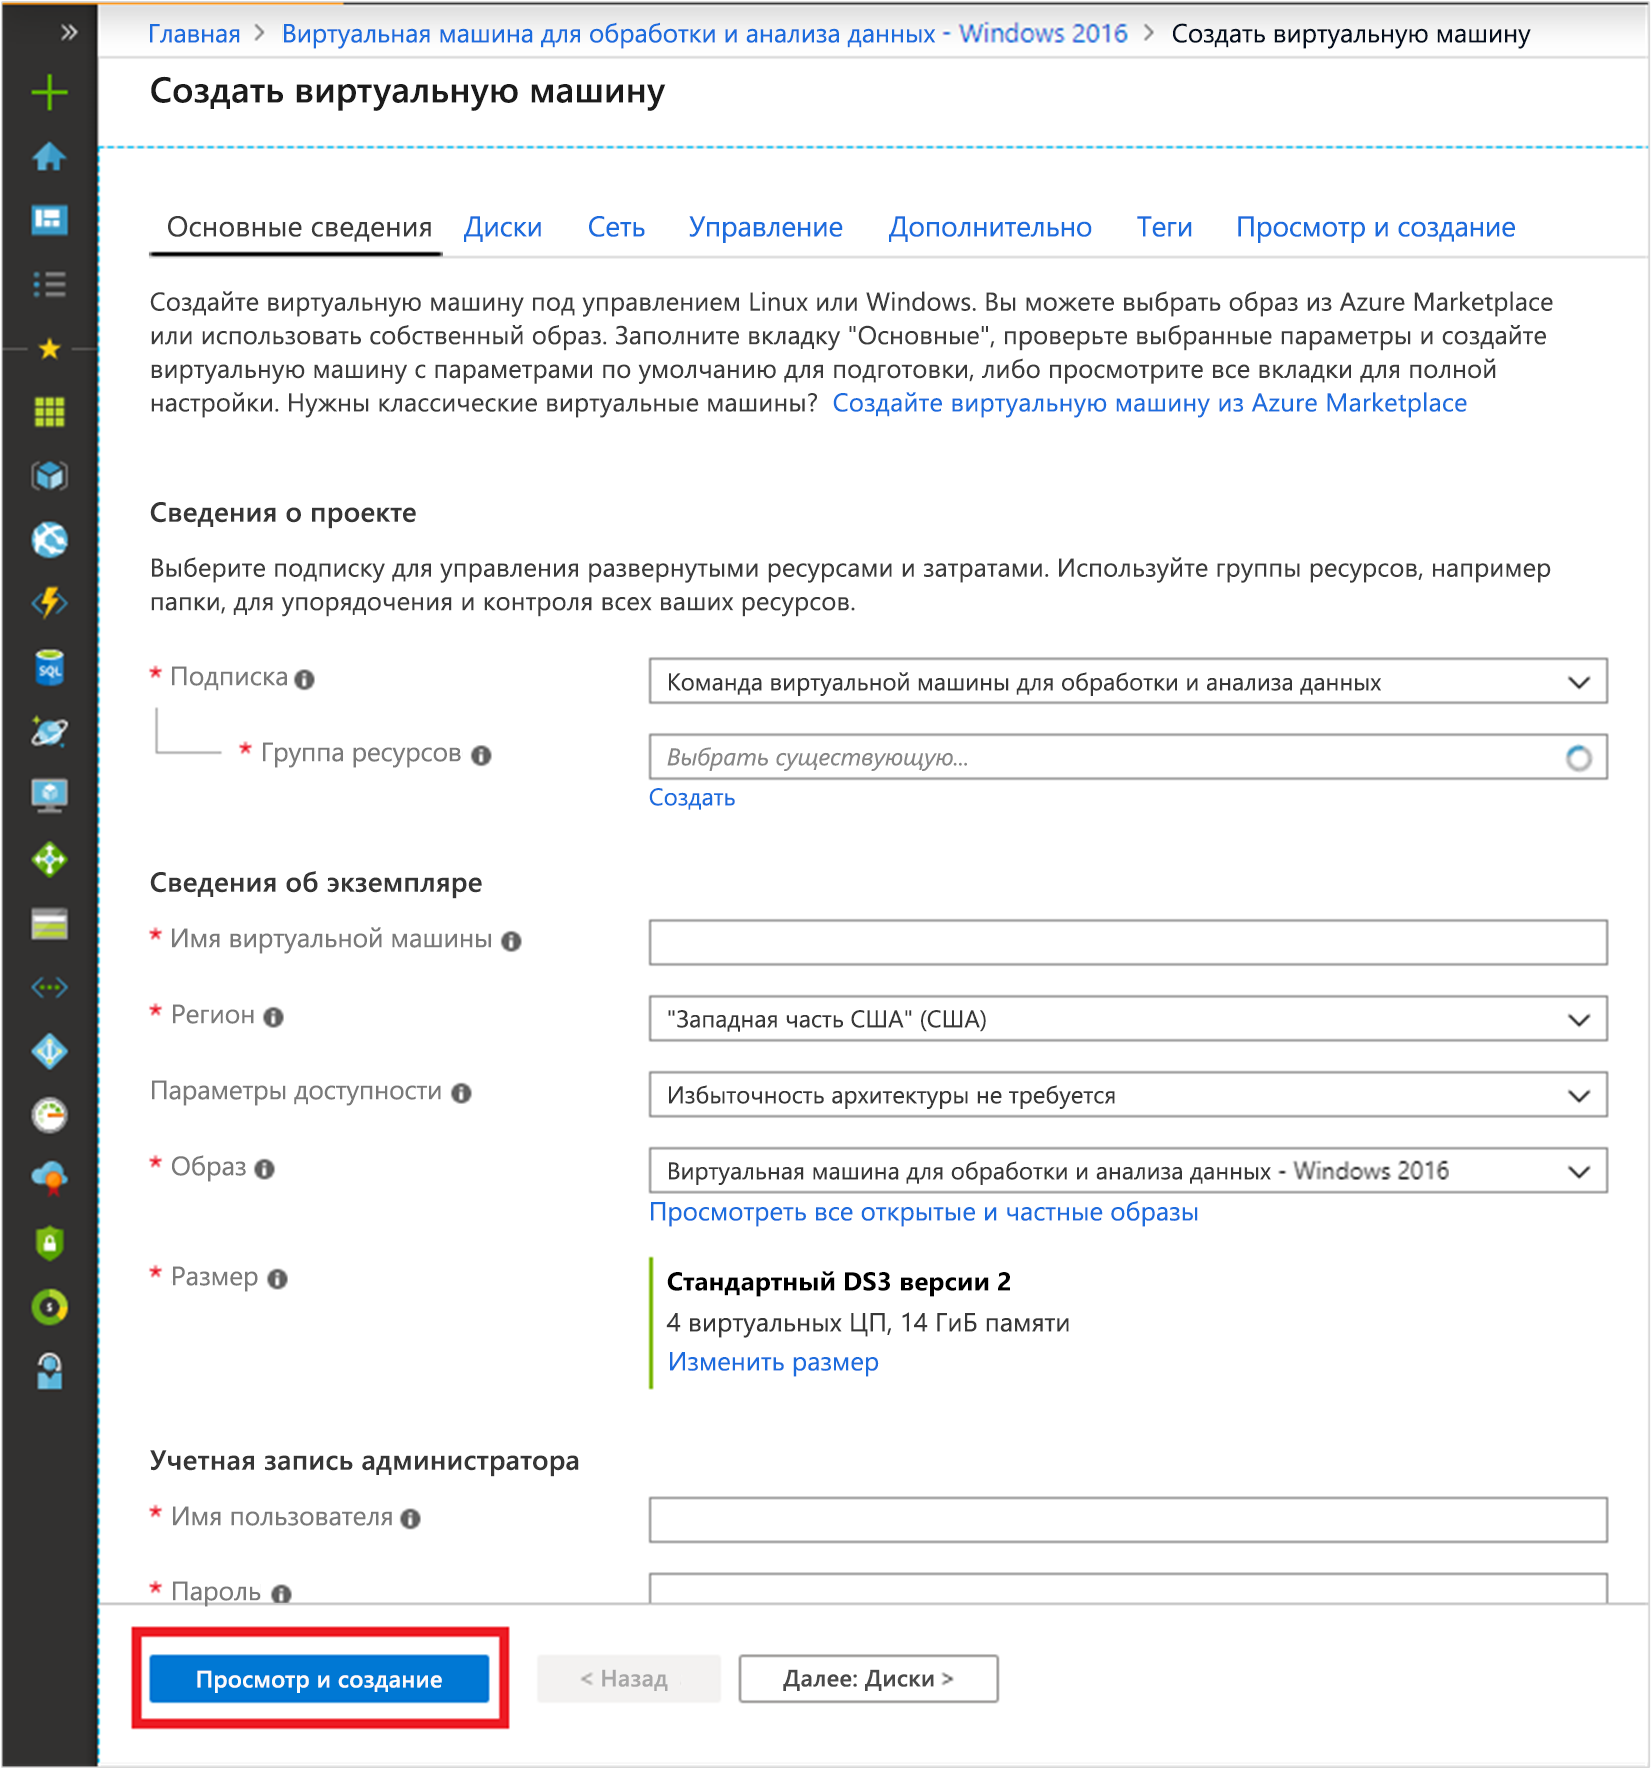 Главная > Виртуальная машина для обработки и анализа данных - Windows 2016 > Создать виртуальную машину
Создать виртуальную машину
Основные сведения Диски Сеть Управление Дополнительно Теги Просмотр и создание
Создайте виртуальную машину под управлением Linux или Windows. Вы можете выбрать образ из Azure Marketplace
или использовать собственный образ. Заполните вкладку "Основные", проверьте выбранные параметры и создайте
виртуальную машину с параметрами по умолчанию для подготовки, либо просмотрите все вкладки для полной
настройки. Нужны классические виртуальные машины? Создайте виртуальную машину из Azure Marketplace
Сведения о проекте
Выберите подписку для управления развернутыми ресурсами и затратами. Используйте группы ресурсов, например
папки, для упорядочения и контроля всех ваших ресурсов.
* Подписка Команда виртуальной машины для обработки и анализа данных
* Группа ресурсов Выбрать существующую...
Создать
Сведения об экземпляре
* Имя виртуальной машины
* Регион "Западная часть США" (США)
Параметры доступности Избыточность архитектуры не требуется
* Образ Виртуальная машина для обработки и анализа данных - Windows 2016
Просмотреть все открытые и частные образы
* Размер Стандартный DS3 версии 2
4 виртуальных ЦП, 14 ГиБ памяти
Изменить размер
Учетная запись администратора
* Имя пользователя
* Пароль
Просмотр и создание < Назад Далее: Диски >
SQL